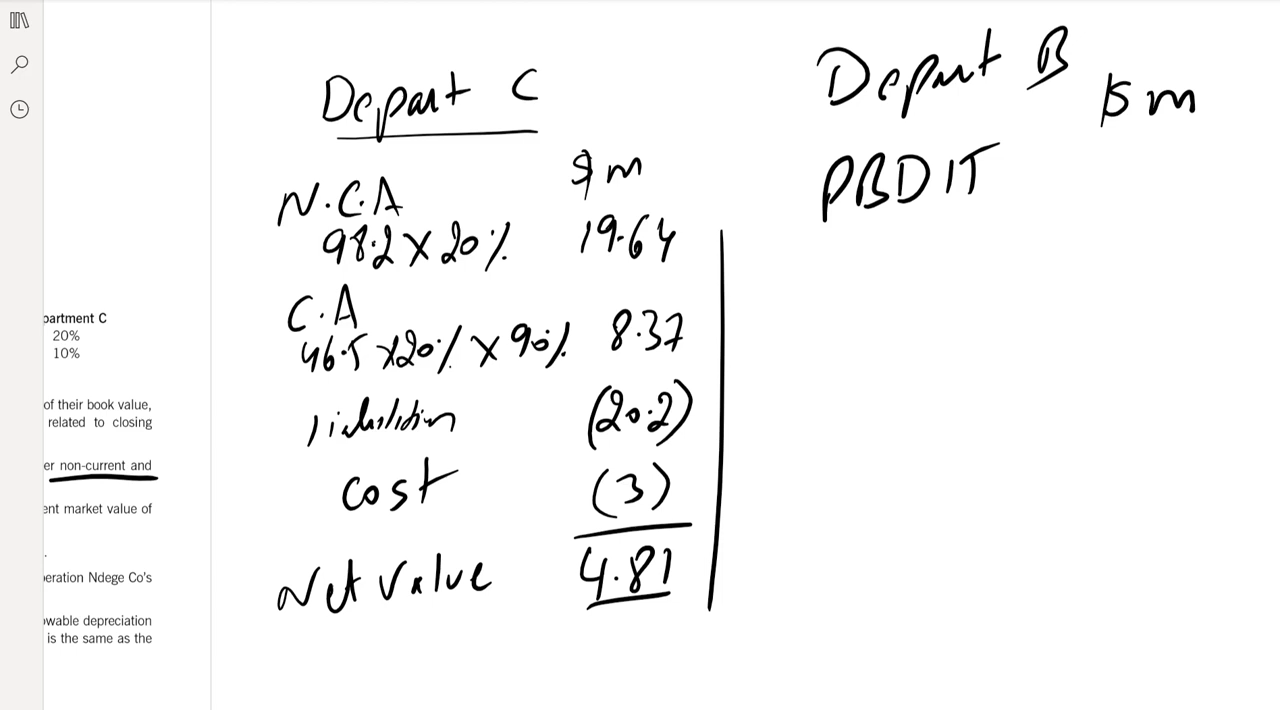 Depart C
$m
N.C.A
98.2 X 20% 19.64
C.A
46.5 X 20% X 90% 8.37
(20.2)
cost (3)
Net Value 4.81
Depart B
$m
PBDIT
partment C
20%
10%
of their book value,
related to closing
er non-current and
ent market value of
.
eration Ndege Co's
owable depreciation
is the same as the